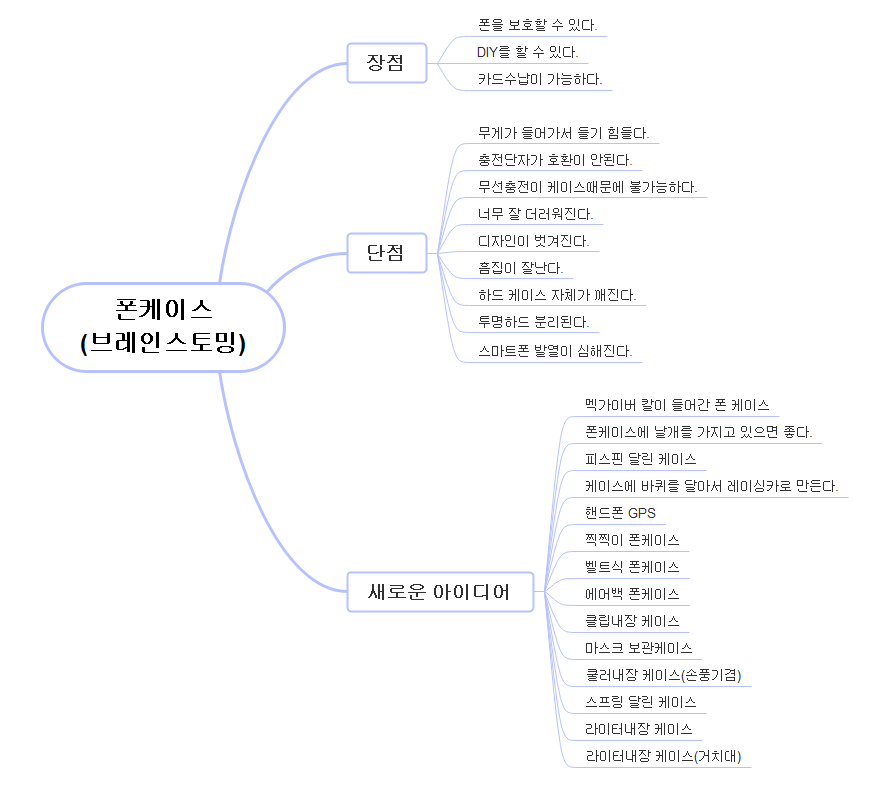 폰케이스
(브레인스토밍)
장점
폰을 보호할 수 있다.
DIY를 할 수 있다.
카드수납이 가능하다.
단점
무게가 들어가서 들기 힘들다.
충전단자가 호환이 안된다.
무선충전이 케이스때문에 불가능하다.
너무 잘 더러워진다.
디자인이 벗겨진다.
흠집이 잘난다.
하드 케이스 자체가 깨진다.
투명하드 분리된다.
스마트폰 발열이 심해진다.
새로운 아이디어
멕가이버 칼이 들어간 폰 케이스
폰케이스에 날개를 가지고 있으면 좋다.
피스핀 달린 케이스
케이스에 바퀴를 달아서 레이싱카로 만든다.
핸드폰 GPS
찍찍이 폰케이스
벨트식 폰케이스
에어백 폰케이스
클립내장 케이스
마스크 보관케이스
쿨러내장 케이스(손풍기겸)
스프링 달린 케이스
라이터내장 케이스
라이터내장 케이스(거치대)